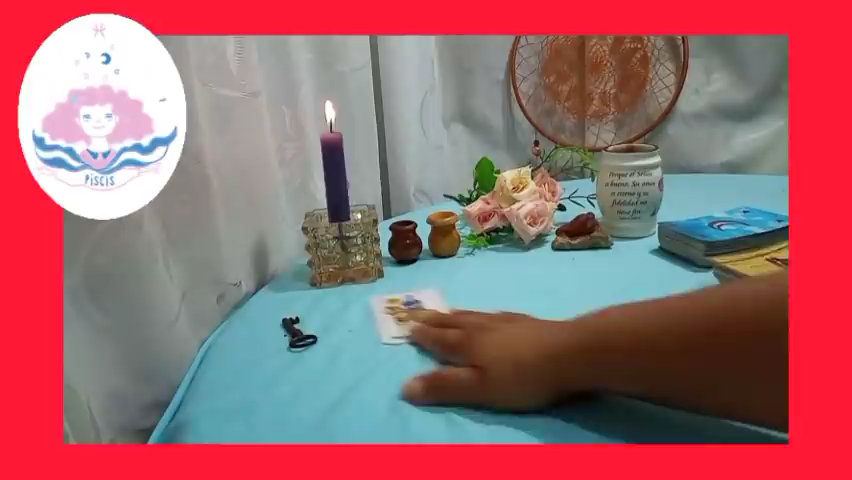 PISCIS
Porque el Señor
es bueno. Su amor
es eterno y su
fidelidad no
tiene fin.